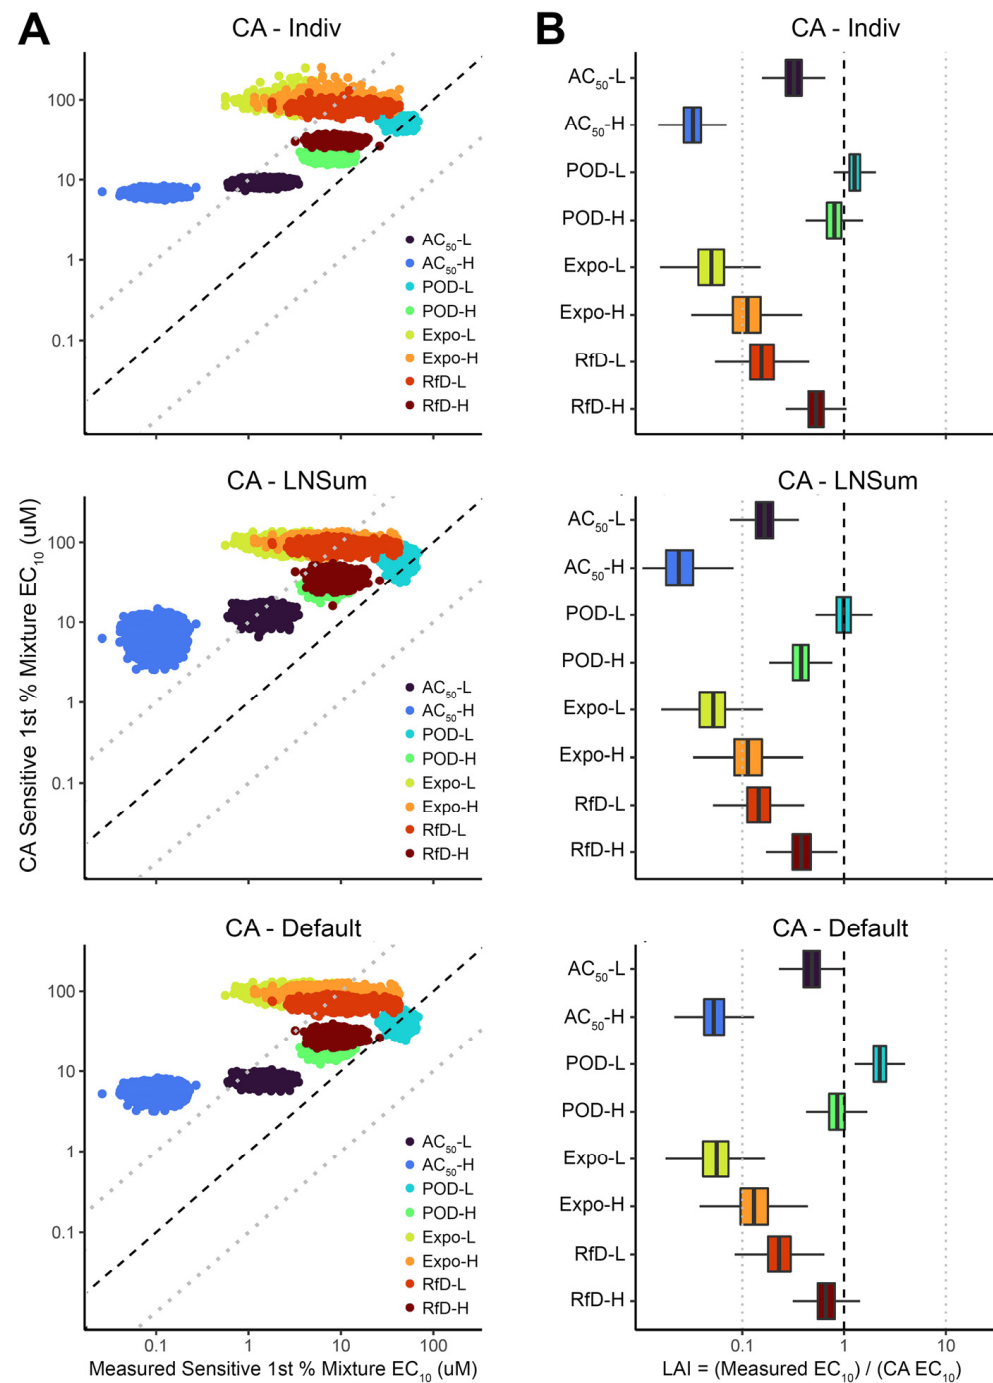 A
B
CA - Indiv
CA - Indiv
100
10
1
0.1
AC₅₀-L
AC₅₀-H
POD-L
POD-H
Expo-L
Expo-H
RfD-L
RfD-H
AC₅₀-L
AC₅₀-H
POD-L
POD-H
Expo-L
Expo-H
RfD-L
RfD-H
CA - LNSum
CA - LNSum
CA Sensitive 1st % Mixture EC₁₀ (uM)
100
10
1
0.1
AC₅₀-L
AC₅₀-H
POD-L
POD-H
Expo-L
Expo-H
RfD-L
RfD-H
AC₅₀-L
AC₅₀-H
POD-L
POD-H
Expo-L
Expo-H
RfD-L
RfD-H
CA - Default
CA - Default
100
10
1
0.1
AC₅₀-L
AC₅₀-H
POD-L
POD-H
Expo-L
Expo-H
RfD-L
RfD-H
0.1 1 10 100
Measured Sensitive 1st % Mixture EC₁₀ (uM)
AC₅₀-L
AC₅₀-H
POD-L
POD-H
Expo-L
Expo-H
RfD-L
RfD-H
0.1 1 10
LAI = (Measured EC₁₀) / (CA EC₁₀)